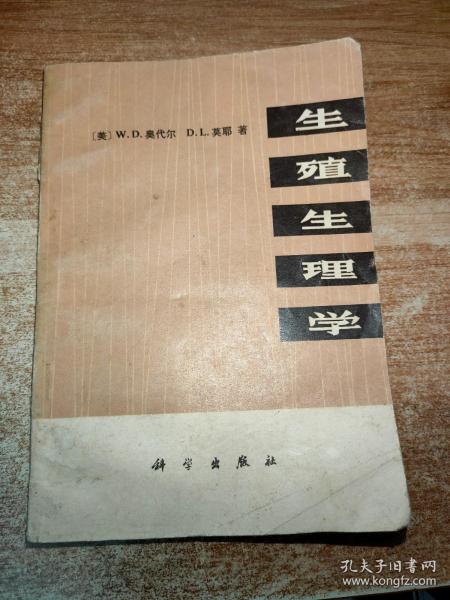 〔美〕W.D.奥代尔 D.L.莫耶 著
生殖生理学
科学出版社
孔夫子旧书网
www.kongfz.com